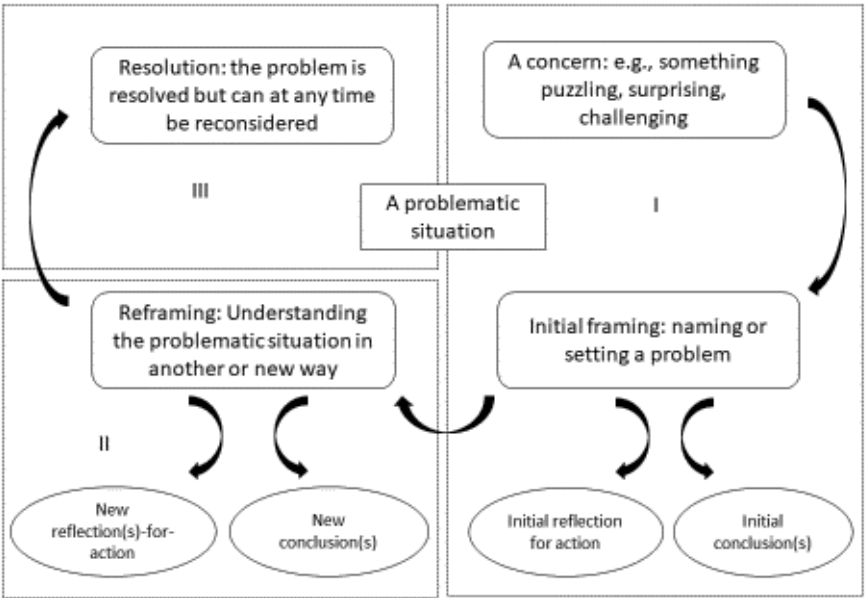 Resolution: the problem is
resolved but can at any time
be reconsidered
III
A concern: e.g., something
puzzling, surprising,
challenging
I
A problematic
situation
Reframing: Understanding
the problematic situation in
another or new way
Initial framing: naming or
setting a problem
II
New
reflection(s)-for-
action
New
conclusion(s)
Initial reflection
for action
Initial
conclusion(s)